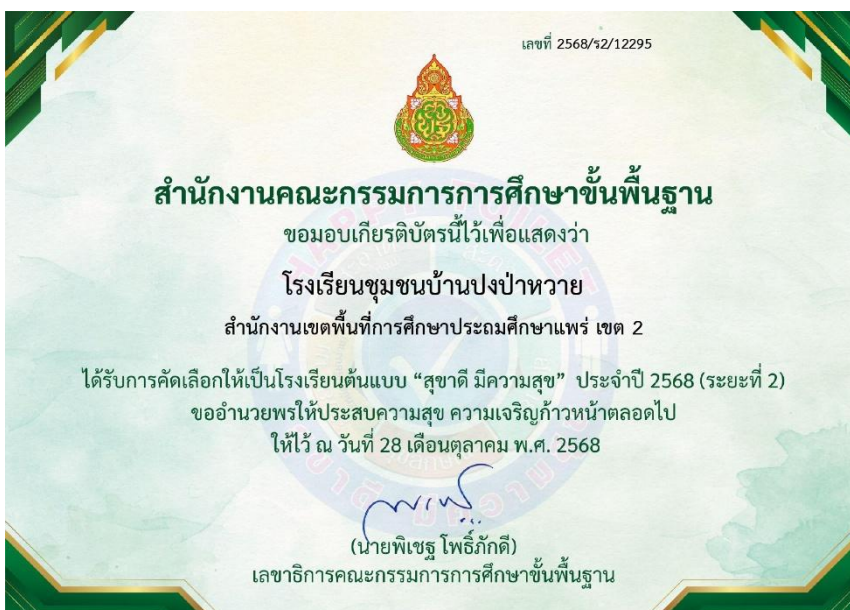 เลขที่ 2568/ร2/12295
สำนักงานคณะกรรมการการศึกษาขั้นพื้นฐาน
ขอมอบเกียรติบัตรนี้ไว้เพื่อแสดงว่า
โรงเรียนชุมชนบ้านปงป่าหวาย
สำนักงานเขตพื้นที่การศึกษาประถมศึกษาแพร่ เขต 2
ได้รับการคัดเลือกให้เป็นโรงเรียนต้นแบบ “สุขาดี มีความสุข” ประจำปี 2568 (ระยะที่ 2)
ขออำนวยพรให้ประสบความสุข ความเจริญก้าวหน้าตลอดไป
ให้ไว้ ณ วันที่ 28 เดือนตุลาคม พ.ศ. 2568
(นายพิเชฐ โพธิ์ภักดี)
เลขาธิการคณะกรรมการการศึกษาขั้นพื้นฐาน
HAPPY TOILET
สุขาดี มีความสุข